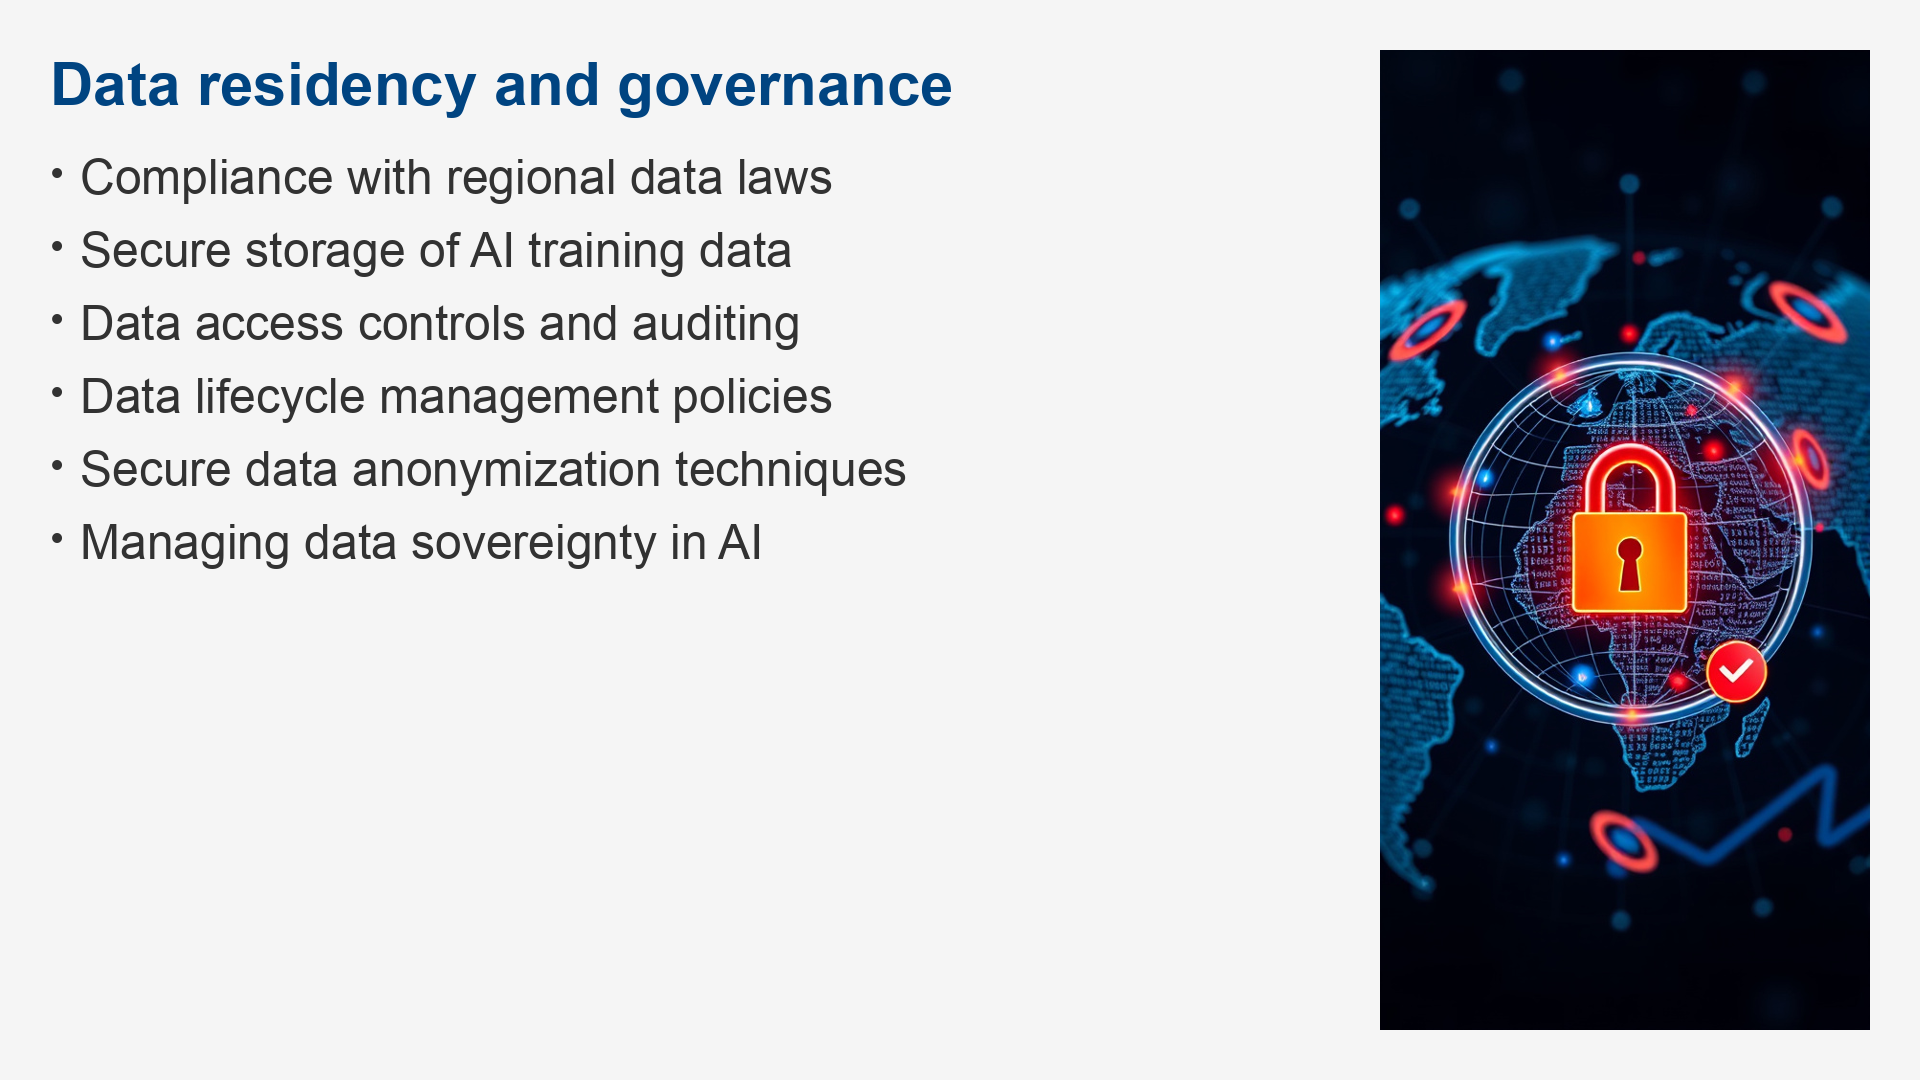 Data residency and governance
• Compliance with regional data laws
• Secure storage of AI training data
• Data access controls and auditing
• Data lifecycle management policies
• Secure data anonymization techniques
• Managing data sovereignty in AI